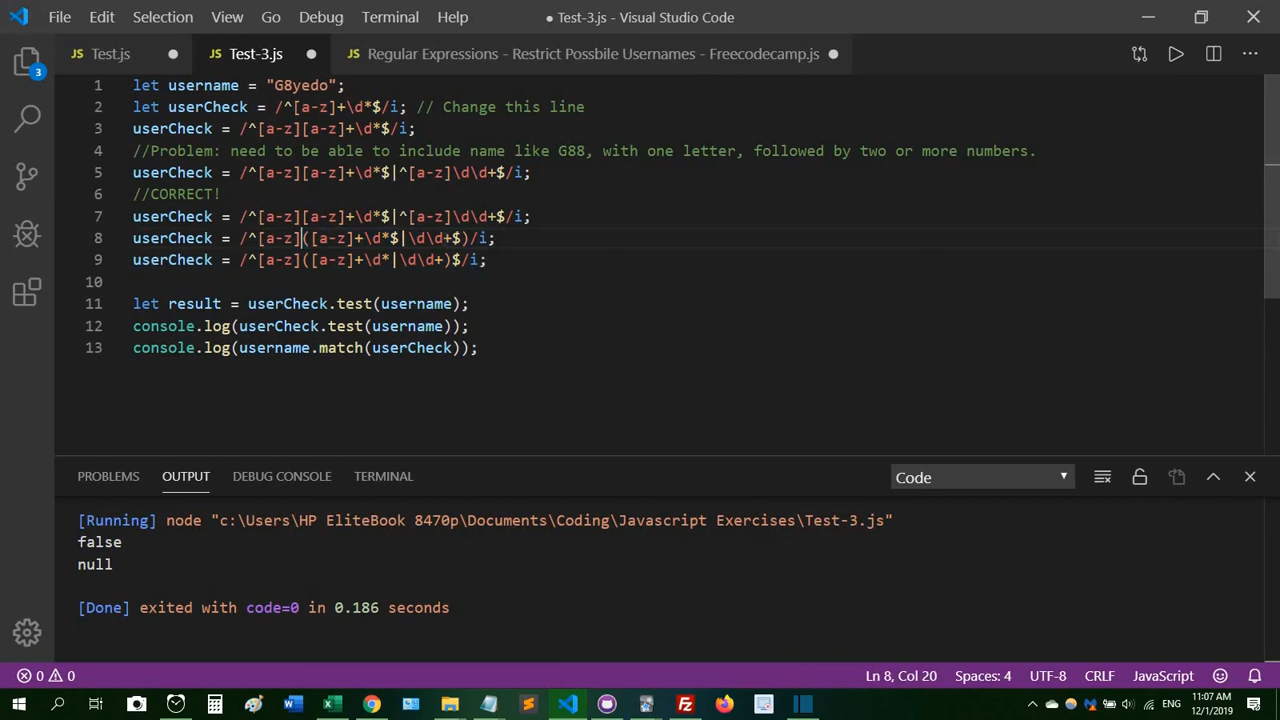 File Edit Selection View Go Debug Terminal Help ● Test-3.js - Visual Studio Code
JS Test.js JS Test-3.js JS Regular Expressions - Restrict Possbile Usernames - Freecodecamp.js
3
1 let username = "G8yedo";
2 let userCheck = /^[a-z]+\d*$/i; // Change this line
3 userCheck = /^[a-z][a-z]+\d*$/i;
4 //Problem: need to be able to include name like G88, with one letter, followed by two or more numbers.
5 userCheck = /^[a-z][a-z]+\d*$|^[a-z]\d\d+$/i;
6 //CORRECT!
7 userCheck = /^[a-z][a-z]+\d*$|^[a-z]\d\d+$/i;
8 userCheck = /^[a-z]([a-z]+\d*$|\d\d+$)/i;
9 userCheck = /^[a-z]([a-z]+\d*|\d\d+)$/i;
10
11 let result = userCheck.test(username);
12 console.log(userCheck.test(username));
13 console.log(username.match(userCheck));
PROBLEMS OUTPUT DEBUG CONSOLE TERMINAL Code
[Running] node "c:\Users\HP EliteBook 8470p\Documents\Coding\Javascript Exercises\Test-3.js"
false
null
[Done] exited with code=0 in 0.186 seconds
0 0 Ln 8, Col 20 Spaces: 4 UTF-8 CRLF JavaScript
ENG 11:07 AM
12/1/2019